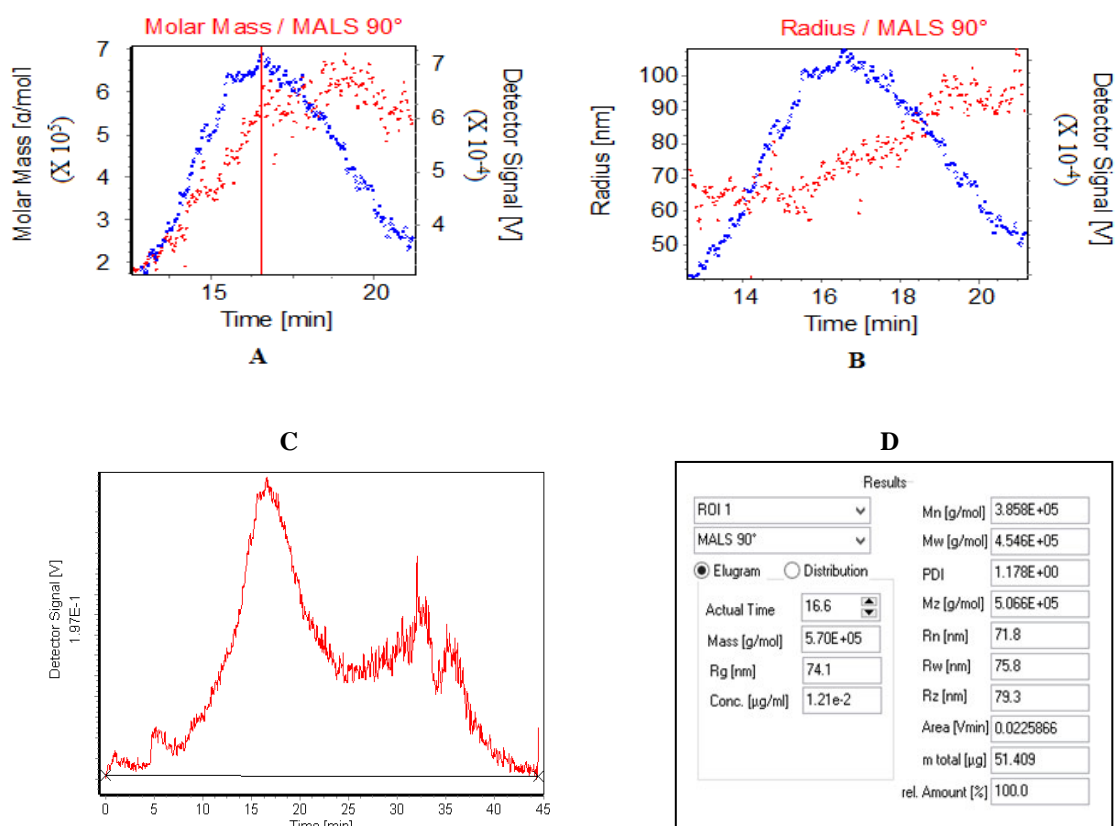 Molar Mass / MALS 90°
7
6
5
4
3
2
Molar Mass [g/mol]
(X 10⁵)
7
6
5
4
Detector Signal [V]
(X 10⁻⁴)
15 20
Time [min]
A
Radius / MALS 90°
100
90
80
70
60
50
Radius [nm]
Detector Signal [V]
(X 10⁻⁴)
14 16 18 20
Time [min]
B
C
Detector Signal [V]
1.97E-1
0 5 10 15 20 25 30 35 40 45
Time [min]
D
Results
ROI 1
MALS 90°
Elugram Distribution
Actual Time 16.6
Mass [g/mol] 5.70E+05
Rg [nm] 74.1
Conc. [µg/ml] 1.21e-2
Mn [g/mol] 3.858E+05
Mw [g/mol] 4.546E+05
PDI 1.178E+00
Mz [g/mol] 5.066E+05
Rn [nm] 71.8
Rw [nm] 75.8
Rz [nm] 79.3
Area [Vmin] 0.0225866
m total [µg] 51.409
rel. Amount [%] 100.0